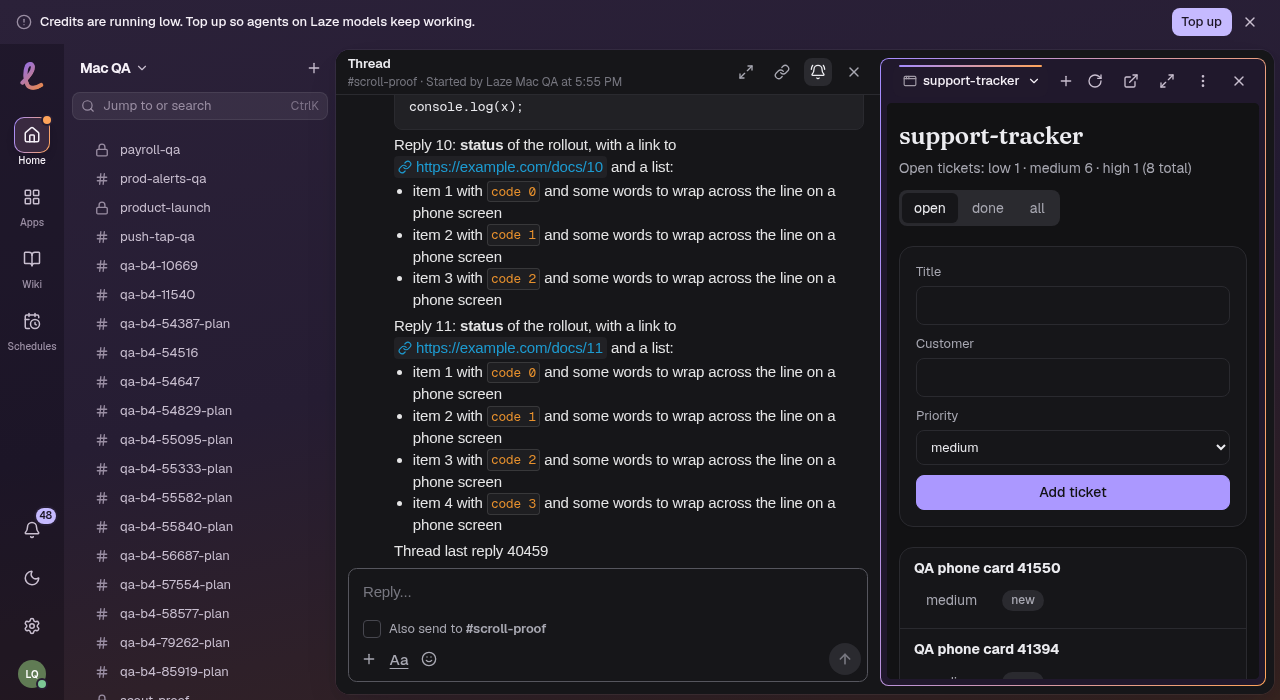 Credits are running low. Top up so agents on Laze models keep working.
Top up
Mac QA
Jump to or search
CtrlK
Home
Apps
Wiki
Schedules
48
LQ
payroll-qa
prod-alerts-qa
product-launch
push-tap-qa
qa-b4-10669
qa-b4-11540
qa-b4-54387-plan
qa-b4-54516
qa-b4-54647
qa-b4-54829-plan
qa-b4-55095-plan
qa-b4-55333-plan
qa-b4-55582-plan
qa-b4-55840-plan
qa-b4-56687-plan
qa-b4-57554-plan
qa-b4-58577-plan
qa-b4-79262-plan
qa-b4-85919-plan
scout-proof
Thread
#scroll-proof · Started by Laze Mac QA at 5:55 PM
console.log(x);
Reply 10: status of the rollout, with a link to
https://example.com/docs/10 and a list:
• item 1 with code 0 and some words to wrap across the line on a
phone screen
• item 2 with code 1 and some words to wrap across the line on a
phone screen
• item 3 with code 2 and some words to wrap across the line on a
phone screen
Reply 11: status of the rollout, with a link to
https://example.com/docs/11 and a list:
• item 1 with code 0 and some words to wrap across the line on a
phone screen
• item 2 with code 1 and some words to wrap across the line on a
phone screen
• item 3 with code 2 and some words to wrap across the line on a
phone screen
• item 4 with code 3 and some words to wrap across the line on a
phone screen
Thread last reply 40459
Reply...
Also send to #scroll-proof
Aa
support-tracker
support-tracker
Open tickets: low 1 · medium 6 · high 1 (8 total)
open done all
Title
Customer
Priority
medium
Add ticket
QA phone card 41550
medium new
QA phone card 41394